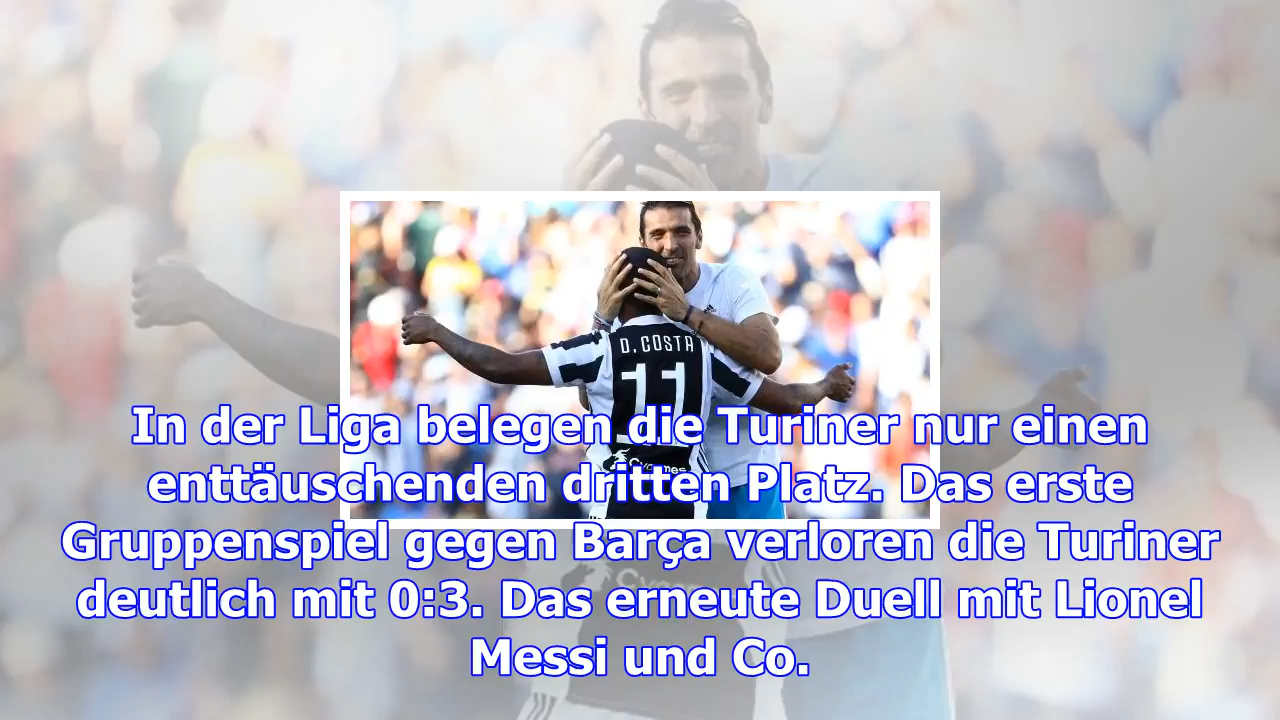 D. COSTA
11
In der Liga belegen die Turiner nur einen
enttäuschenden dritten Platz. Das erste
Gruppenspiel gegen Barça verloren die Turiner
deutlich mit 0:3. Das erneute Duell mit Lionel
Messi und Co.